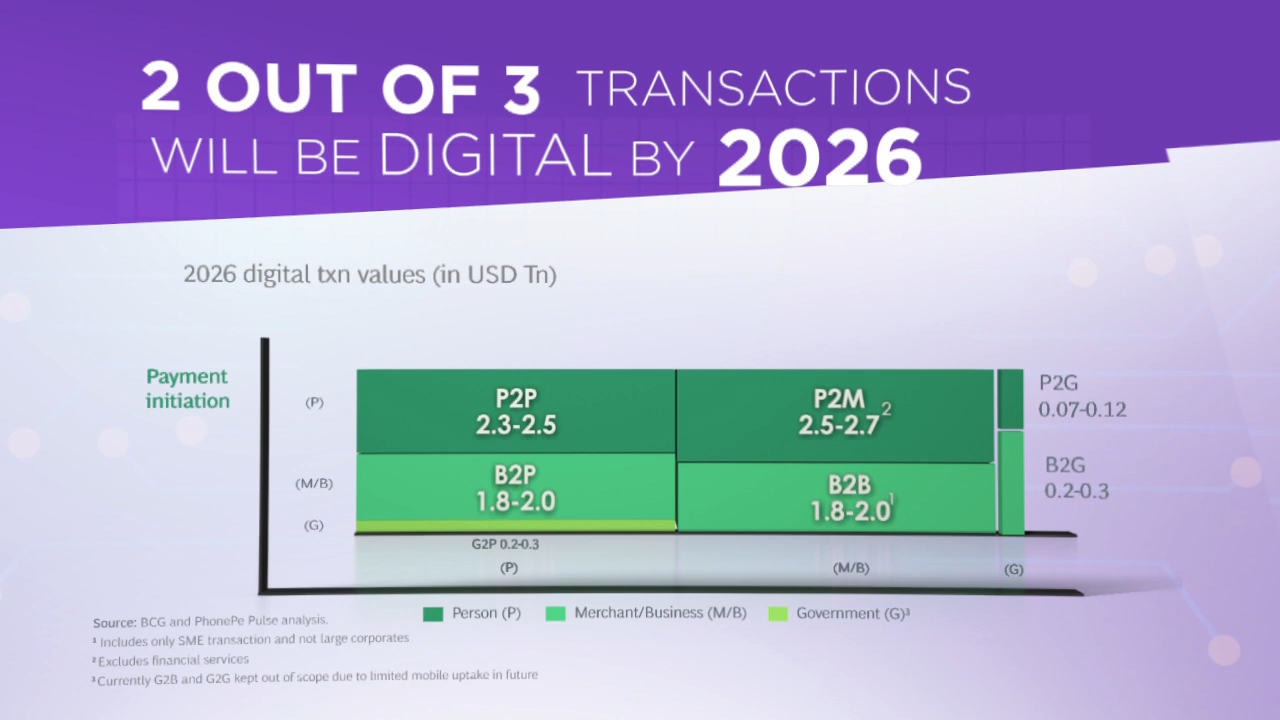 2 OUT OF 3 TRANSACTIONS
WILL BE DIGITAL BY 2026
2026 digital txn values (in USD Tn)
Payment
initiation
(P)
(M/B)
(G)
P2P
2.3-2.5
B2P
1.8-2.0
P2M
2.5-2.7²
B2B
1.8-2.0¹
P2G
0.07-0.12
B2G
0.2-0.3
G2P 0.2-0.3
(P)
(M/B)
(G)
Person (P)
Merchant/Business (M/B)
Government (G)³
Source: BCG and PhonePe Pulse analysis.
¹ Includes only SME transaction and not large corporates
² Excludes financial services
³ Currently G2B and G2G kept out of scope due to limited mobile uptake in future